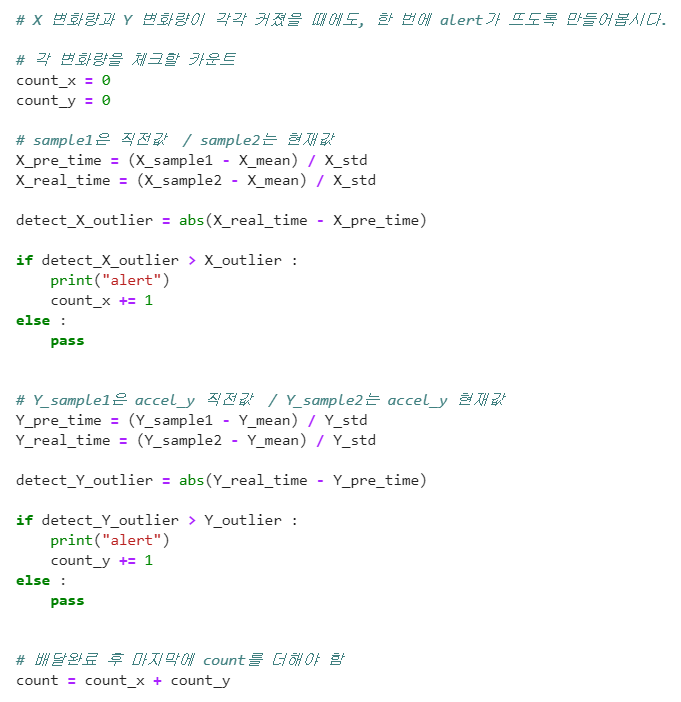 # X 변화량과 Y 변화량이 각각 커졌을 때에도, 한 번에 alert가 뜨도록 만들어봅시다.
# 각 변화량을 체크할 카운트
count_x = 0
count_y = 0
# sample1은 직전값  / sample2는 현재값
X_pre_time = (X_sample1 - X_mean) / X_std
X_real_time = (X_sample2 - X_mean) / X_std
detect_X_outlier = abs(X_real_time - X_pre_time)
if detect_X_outlier > X_outlier :
    print("alert")
    count_x += 1
else :
    pass
# Y_sample1은 accel_y 직전값  / Y_sample2는 accel_y 현재값
Y_pre_time = (Y_sample1 - Y_mean) / Y_std
Y_real_time = (Y_sample2 - Y_mean) / Y_std
detect_Y_outlier = abs(Y_real_time - Y_pre_time)
if detect_Y_outlier > Y_outlier :
    print("alert")
    count_y += 1
else :
    pass
# 배달완료 후 마지막에 count를 더해야 함
count = count_x + count_y